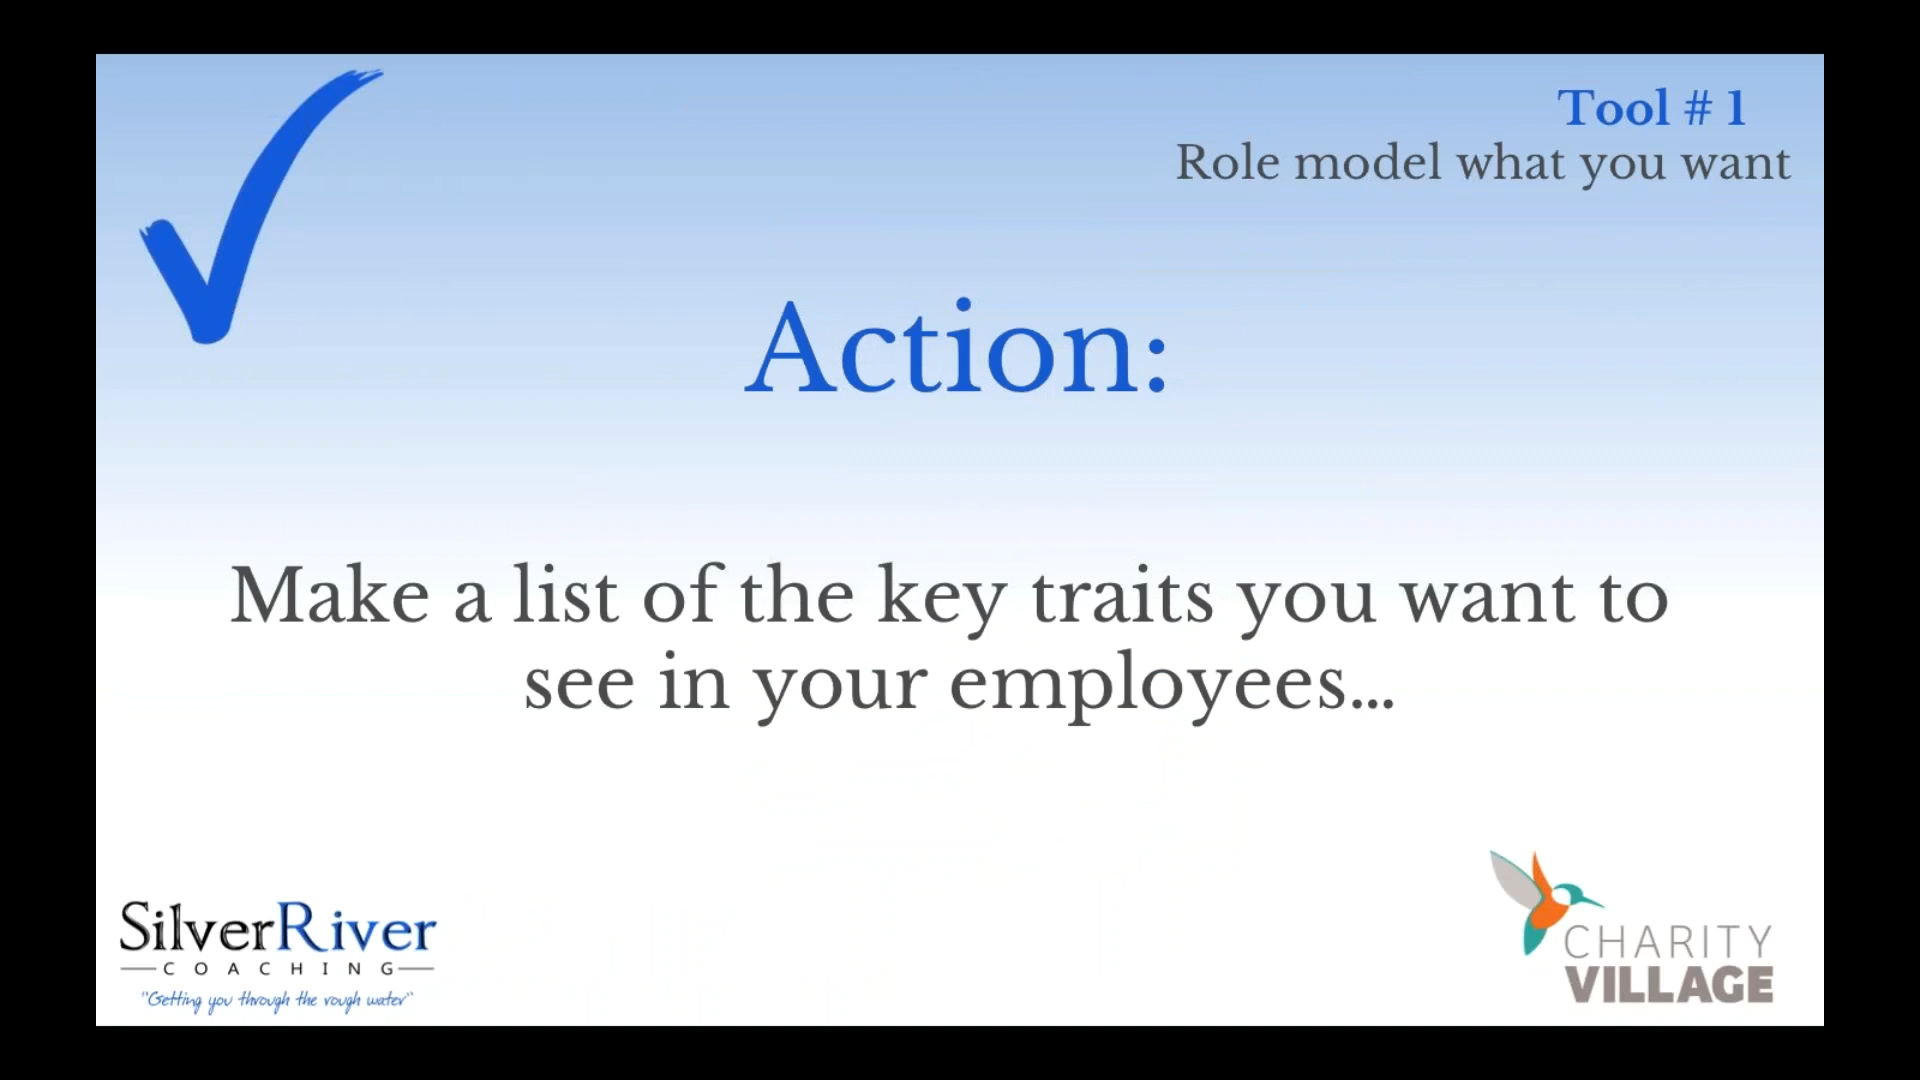 Tool # 1
Role model what you want
Action:
Make a list of the key traits you want to
see in your employees...
SilverRiver
COACHING
"Getting you through the rough water"
CHARITY
VILLAGE